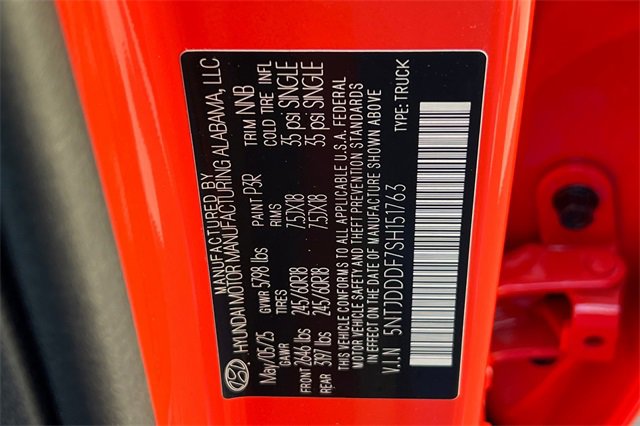 MANUFACTURED BY
HYUNDAI MOTOR MANUFACTURING ALABAMA, LLC
May/05/25 GVWR 5798 lbs PAINT P3R TRIM NNB
GAWR TIRES RIMS COLD TIRE INFL
FRONT 2646 lbs 245/60R18 7.5JX18 35 psi SINGLE
REAR 3197 lbs 245/60R18 7.5JX18 35 psi SINGLE
THIS VEHICLE CONFORMS TO ALL APPLICABLE U.S.A. FEDERAL
MOTOR VEHICLE SAFETY AND THEFT PREVENTION STANDARDS
IN EFFECT ON THE DATE OF MANUFACTURE SHOWN ABOVE
V.I.N 5NTJDDDF7SH151763 TYPE: TRUCK